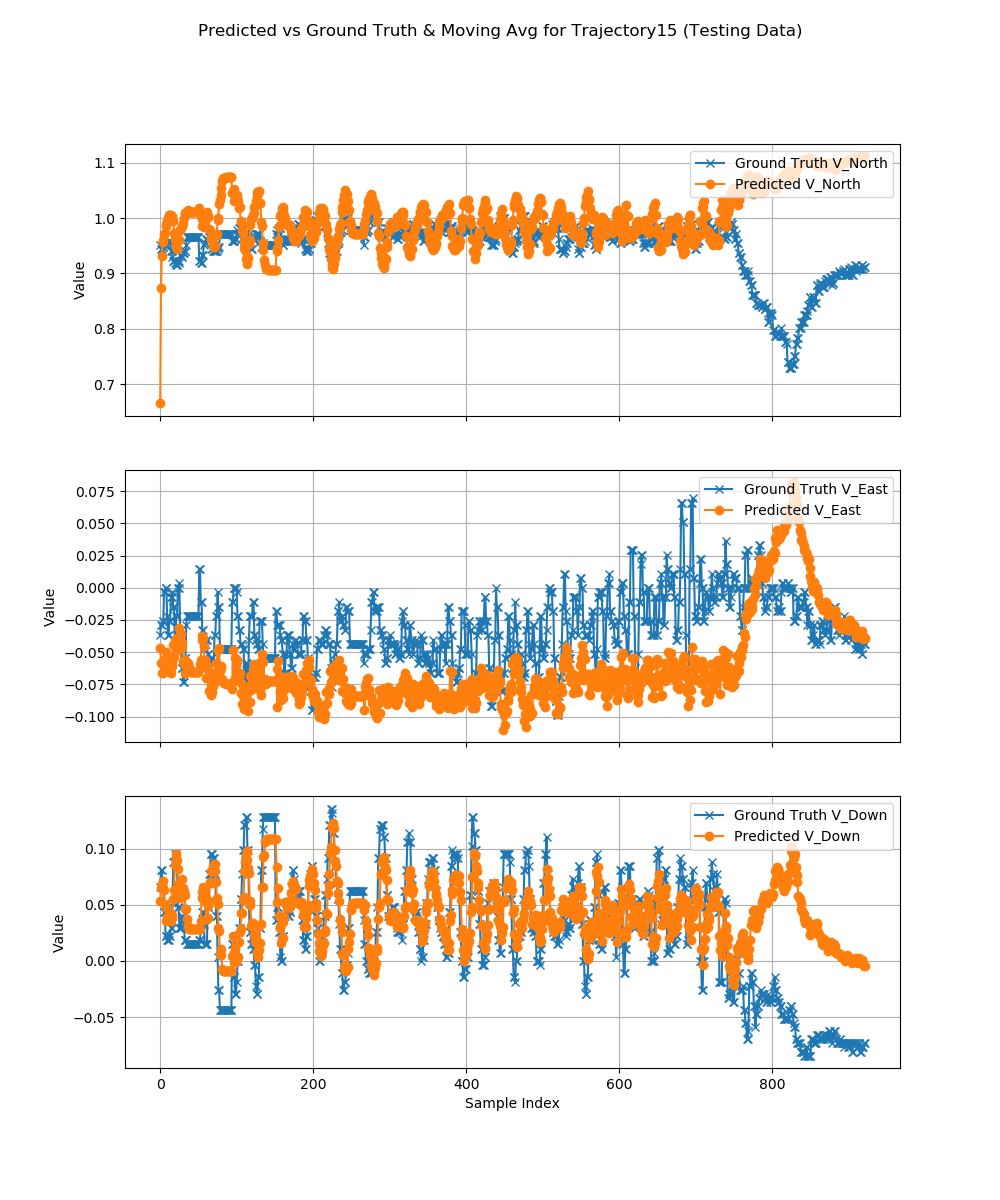 Predicted vs Ground Truth & Moving Avg for Trajectory15 (Testing Data)
1.1
1.0
0.9
0.8
0.7
Value
Ground Truth V_North
Predicted V_North
0.075
0.050
0.025
0.000
−0.025
−0.050
−0.075
−0.100
Value
Ground Truth V_East
Predicted V_East
0.10
0.05
0.00
−0.05
Value
Ground Truth V_Down
Predicted V_Down
0 200 400 600 800
Sample Index